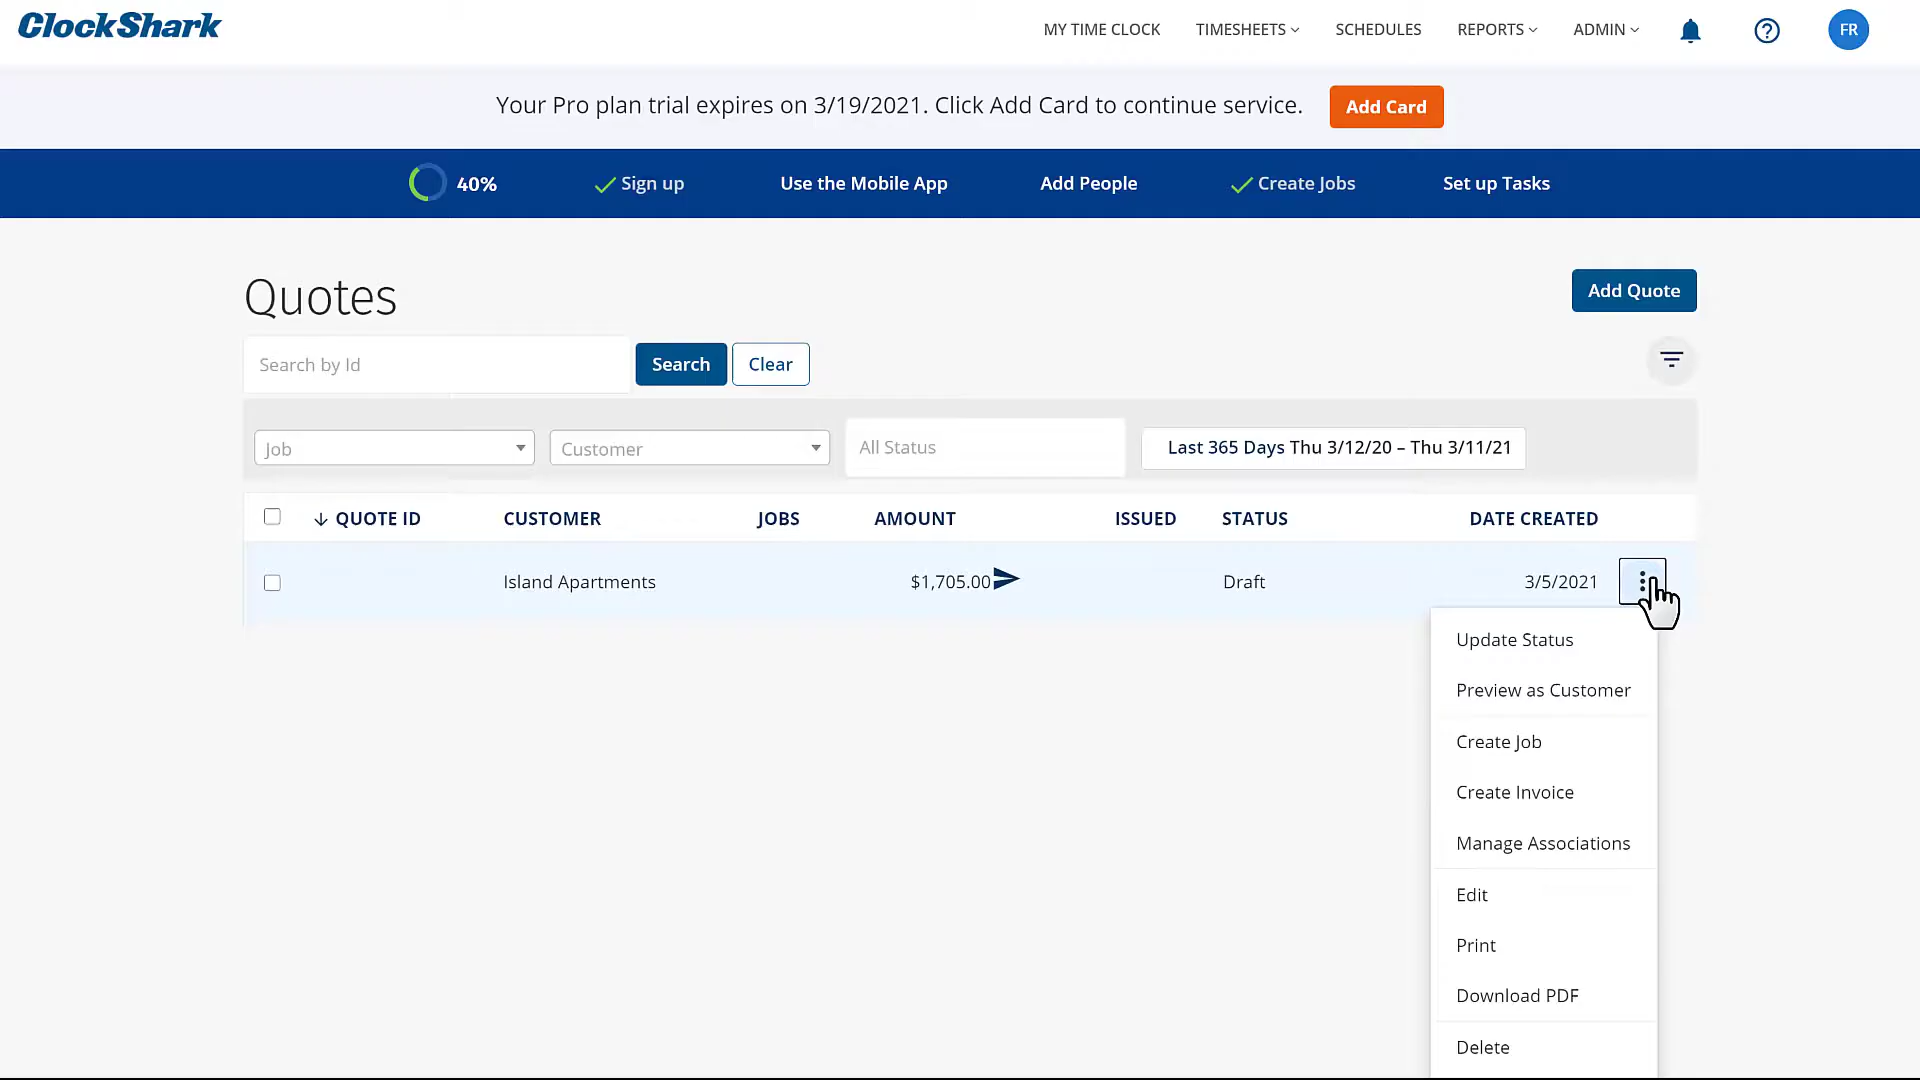 ClockShark
MY TIME CLOCK TIMESHEETS SCHEDULES REPORTS ADMIN FR
Your Pro plan trial expires on 3/19/2021. Click Add Card to continue service. Add Card
40% Sign up Use the Mobile App Add People Create Jobs Set up Tasks
Quotes
Add Quote
Search by Id Search Clear
Job Customer All Status Last 365 Days Thu 3/12/20 – Thu 3/11/21
QUOTE ID CUSTOMER JOBS AMOUNT ISSUED STATUS DATE CREATED
Island Apartments $1,705.00 Draft 3/5/2021
Update Status
Preview as Customer
Create Job
Create Invoice
Manage Associations
Edit
Print
Download PDF
Delete